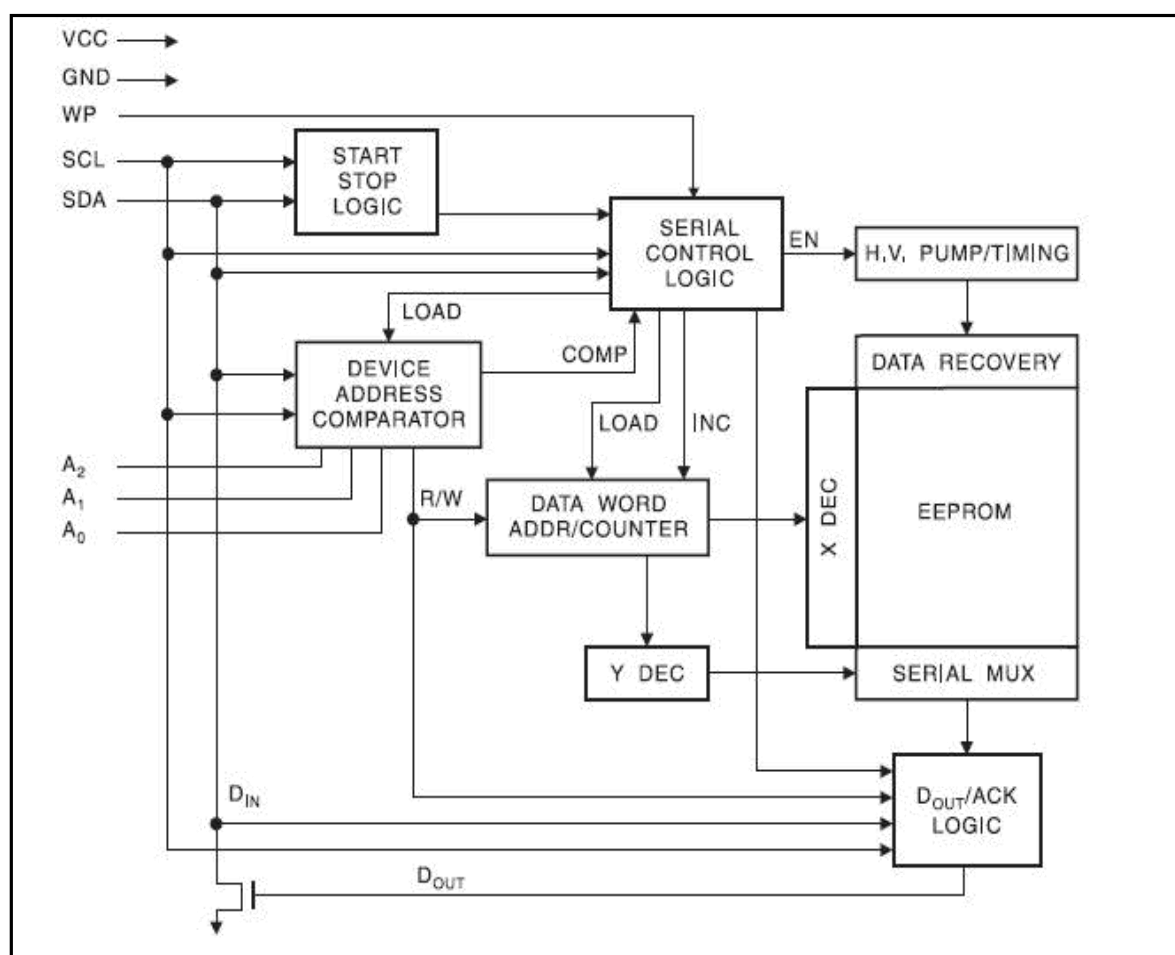 VCC
GND
WP
SCL
SDA
START
STOP
LOGIC
SERIAL
CONTROL
LOGIC
EN
H.V. PUMP/TIMING
LOAD
COMP
DEVICE
ADDRESS
COMPARATOR
DATA RECOVERY
LOAD
INC
A2
A1
A0
R/W
DATA WORD
ADDR/COUNTER
X DEC
EEPROM
Y DEC
SERIAL MUX
DIN
DOUT/ACK
LOGIC
DOUT